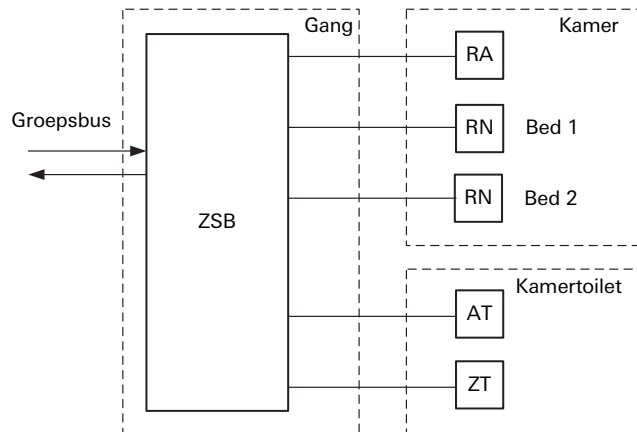 Gang
Kamer
RA
Groepsbus
RN Bed 1
RN Bed 2
ZSB
Kamertoilet
AT
ZT